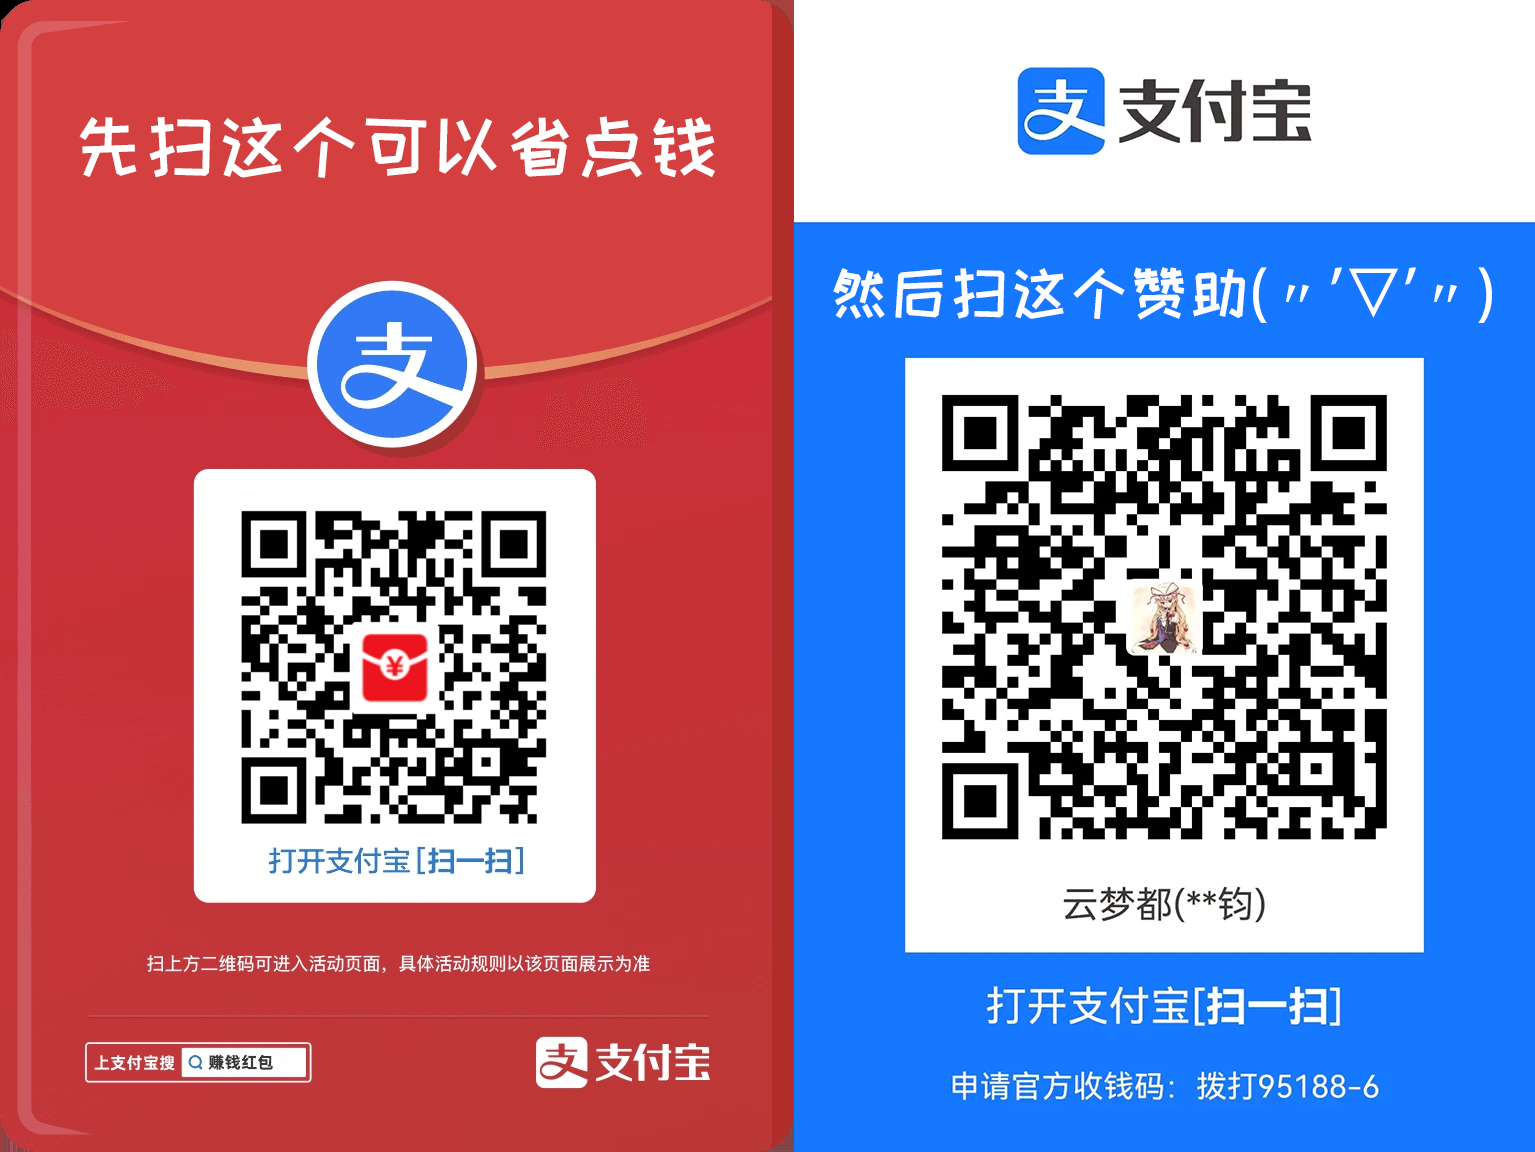 先扫这个可以省点钱
支
¥
打开支付宝[扫一扫]
扫上方二维码可进入活动页面，具体活动规则以该页面展示为准
上支付宝搜 赚钱红包
支 支付宝
支 支付宝
然后扫这个赞助(〃'▽'〃)
云梦都(**钧)
打开支付宝[扫一扫]
申请官方收钱码：拨打95188-6